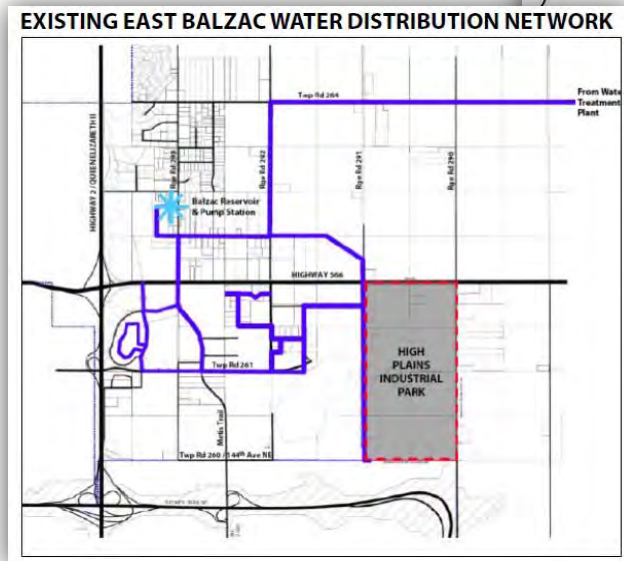 EXISTING EAST BALZAC WATER DISTRIBUTION NETWORK
Twp Rd 264
From Water
Treatment
Plant
HIGHWAY 2 / QUEEN ELIZABETH II
Rge Rd 293
Rge Rd 292
Rge Rd 291
Rge Rd 290
Balzac Reservoir
& Pump Station
HIGHWAY 566
HIGH
PLAINS
INDUSTRIAL
PARK
Twp Rd 261
Metis Trail
Twp Rd 260 / 144th Ave NE